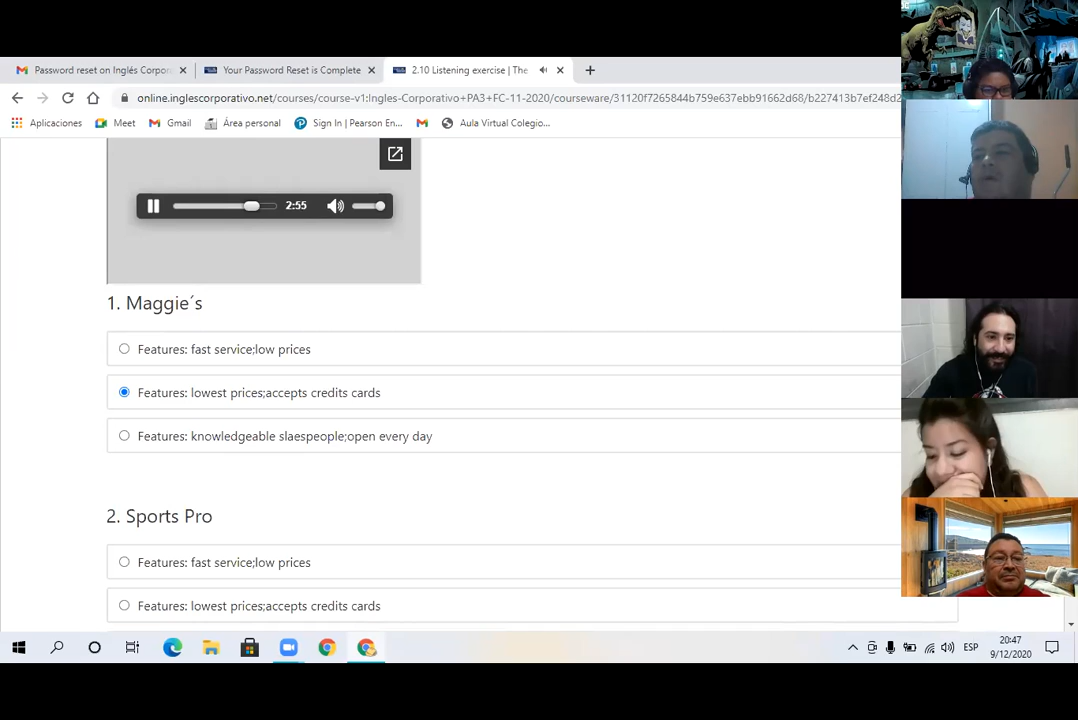 Password reset on Inglés Corpora
Your Password Reset is Complete
2.10 Listening exercise | The
online.inglescorporativo.net/courses/course-v1:Ingles-Corporativo+PA3+FC-11-2020/courseware/31120f7265844b759e637ebb91662d68/b227413b7ef248d2
Aplicaciones
Meet
Gmail
Área personal
Sign In | Pearson En...
Aula Virtual Colegio...
2:55
1. Maggie´s
Features: fast service;low prices
Features: lowest prices;accepts credits cards
Features: knowledgeable slaespeople;open every day
2. Sports Pro
Features: fast service;low prices
Features: lowest prices;accepts credits cards
ESP
20:47
9/12/2020